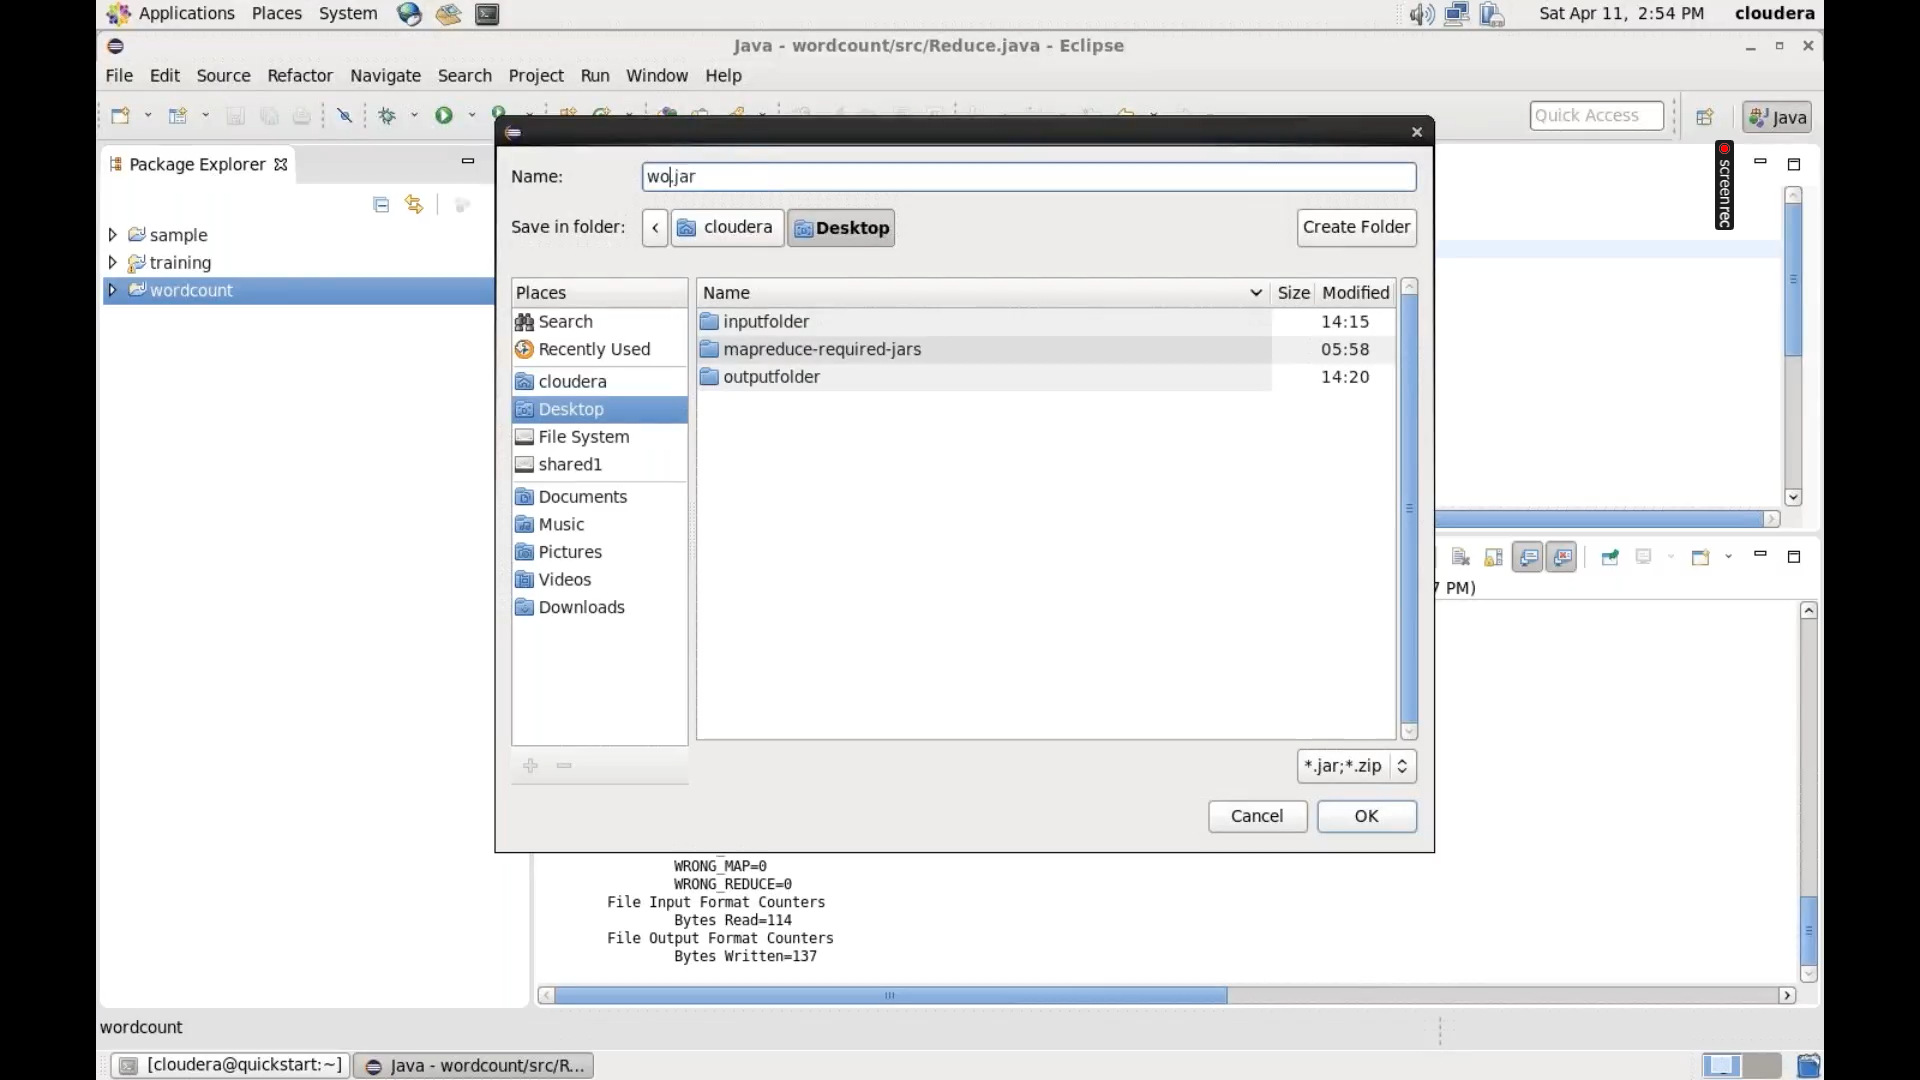 Applications Places System Sat Apr 11, 2:54 PM cloudera
Java - wordcount/src/Reduce.java - Eclipse
File Edit Source Refactor Navigate Search Project Run Window Help
Quick Access Java
Package Explorer
screenrec
sample
training
wordcount
Name: wo.jar
Save in folder: cloudera Desktop Create Folder
Places
Search
Recently Used
cloudera
Desktop
File System
shared1
Documents
Music
Pictures
Videos
Downloads
Name Size Modified
inputfolder 14:15
mapreduce-required-jars 05:58
outputfolder 14:20
*.jar;*.zip
Cancel OK
7 PM)
WRONG_MAP=0
WRONG_REDUCE=0
File Input Format Counters
Bytes Read=114
File Output Format Counters
Bytes Written=137
wordcount
[cloudera@quickstart:~] Java - wordcount/src/R...